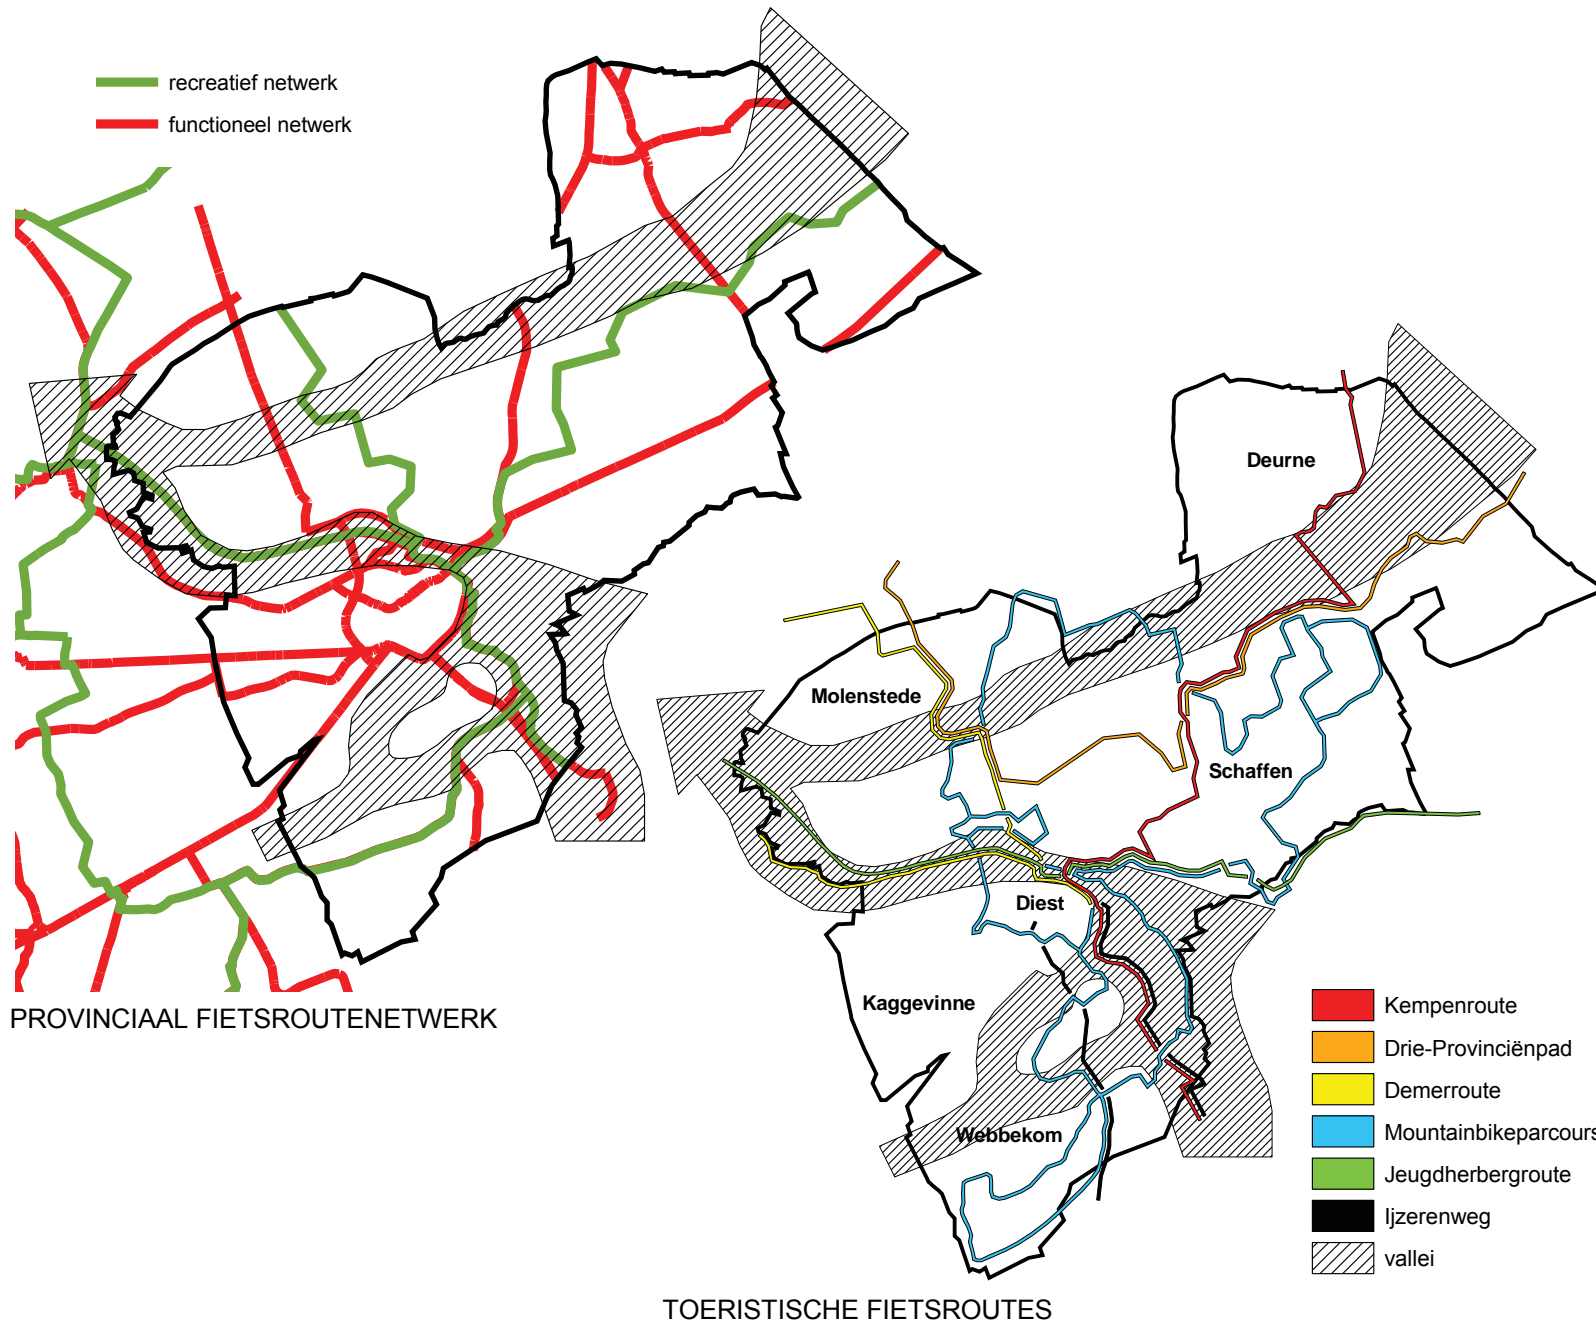 recreatief netwerk
functioneel netwerk
PROVINCIAAL FIETSROUTENETWERK
Deurne
Molenstede
Schaffen
Diest
Kaggevinne
Webbekom
Kempenroute
Drie-Provinciënpad
Demerroute
Mountainbikeparcours
Jeugdherbergroute
Ijzerenweg
vallei
TOERISTISCHE FIETSROUTES